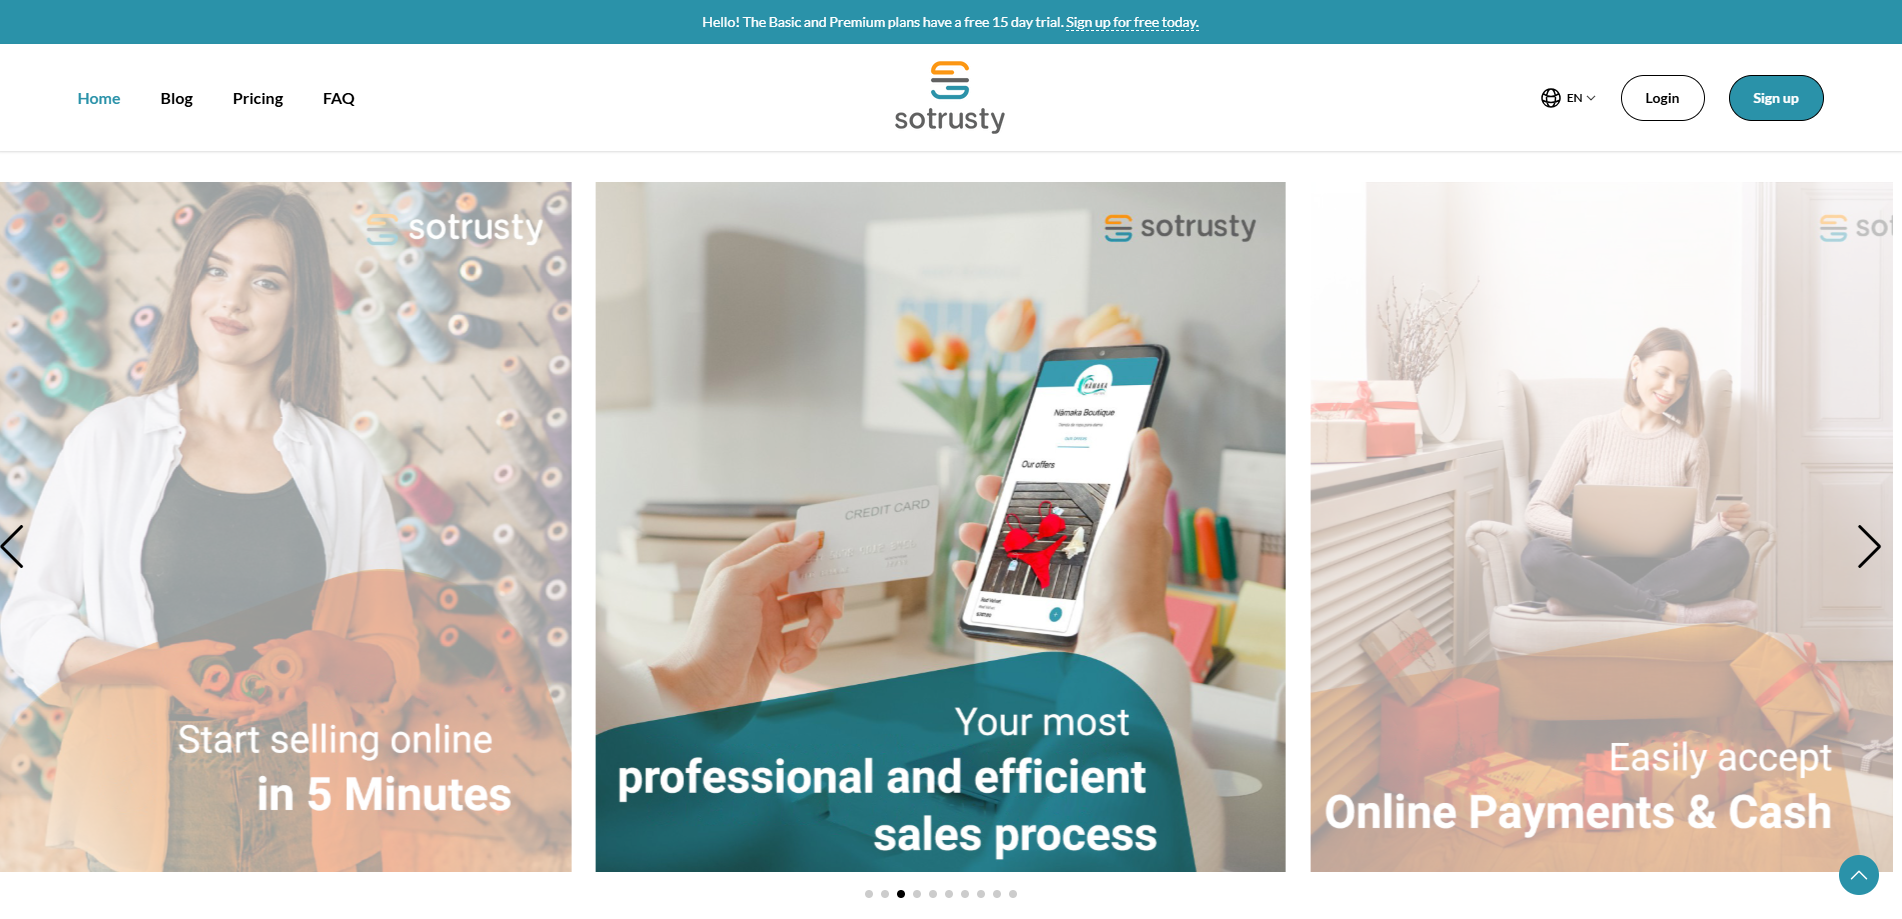 Hello! The Basic and Premium plans have a free 15 day trial. Sign up for free today.
Home Blog Pricing FAQ
sotrusty
EN
Login
Sign up
sotrusty
Start selling online
in 5 Minutes
sotrusty
CREDIT CARD
NĀMAKA
Nāmaka Boutique
Our offers
Your most
professional and efficient
sales process
sot
Easily accept
Online Payments & Cash